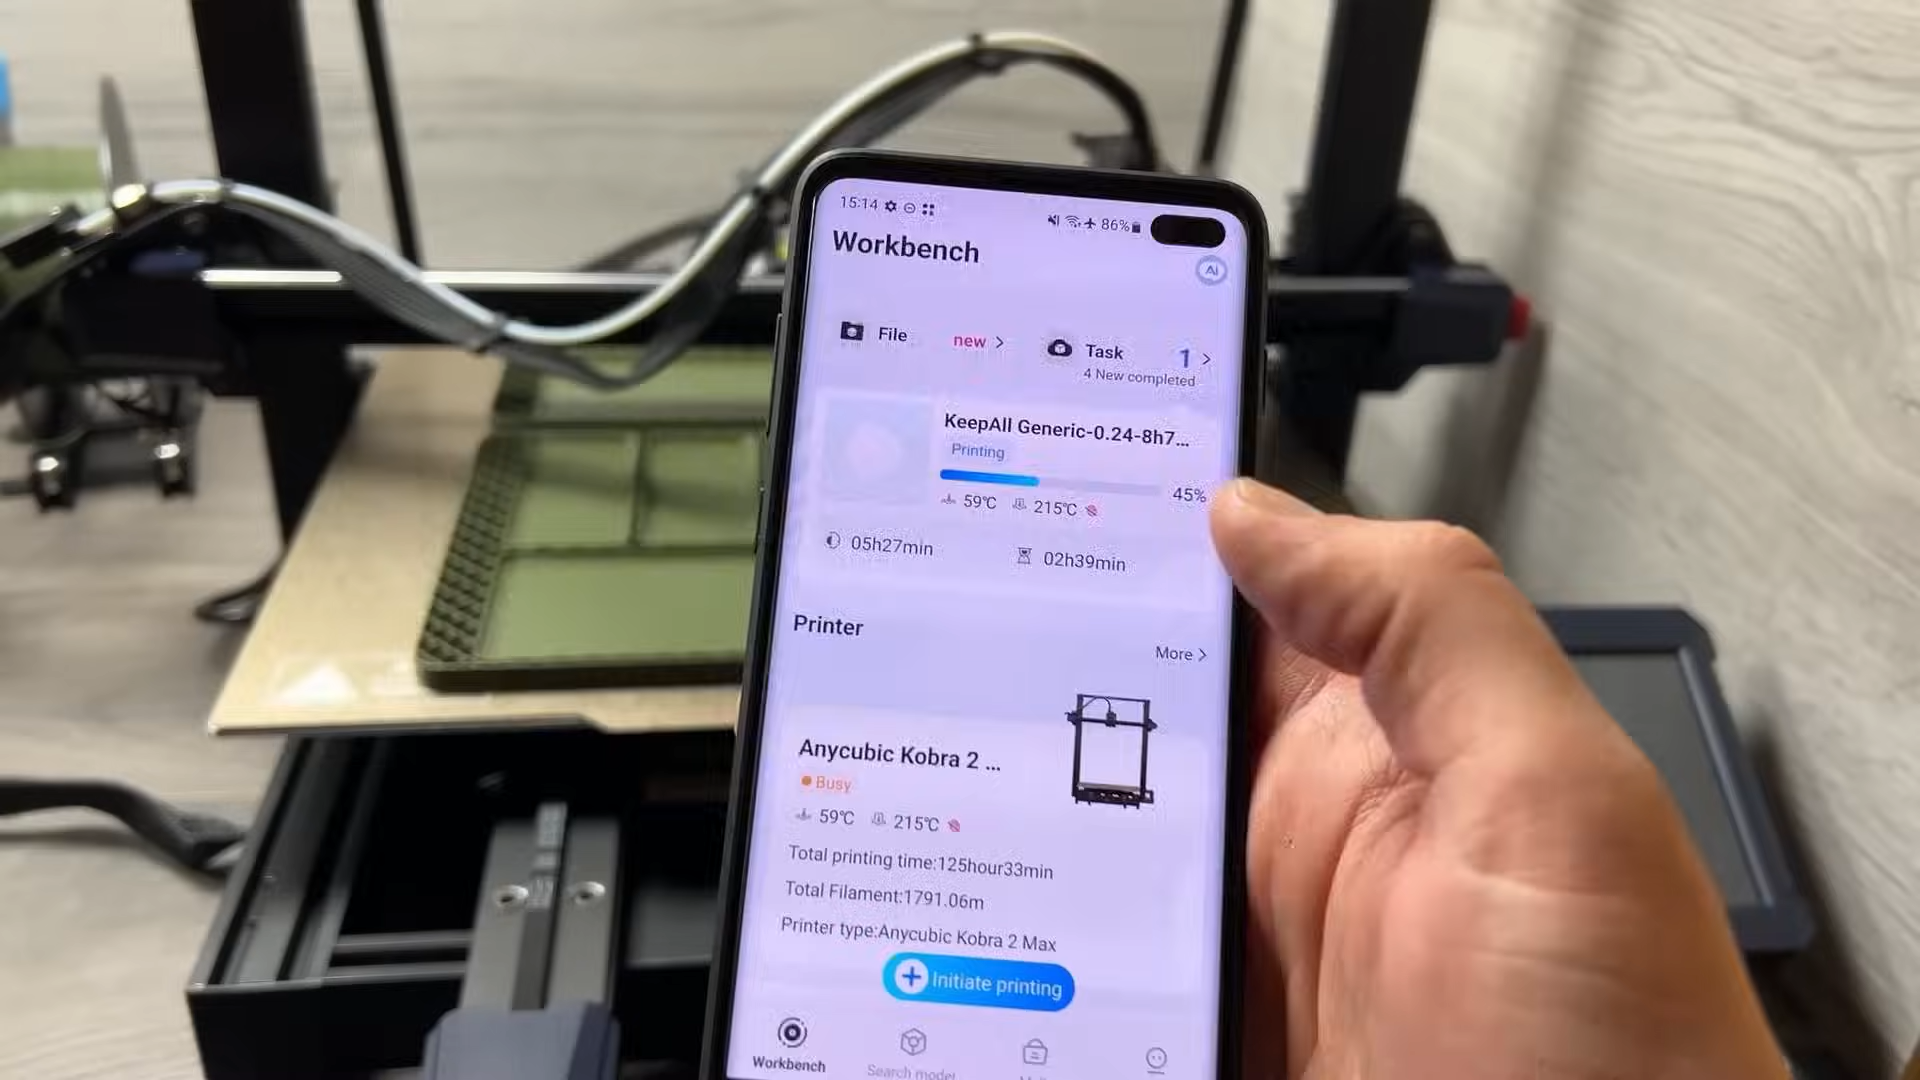 15:14
86%
Workbench
AI
File new >
Task 1 >
4 New completed
KeepAll Generic-0.24-8h7...
Printing
45%
59℃ 215℃
05h27min 02h39min
Printer
More >
Anycubic Kobra 2 ...
Busy
59℃ 215℃
Total printing time:125hour33min
Total Filament:1791.06m
Printer type:Anycubic Kobra 2 Max
+ Initiate printing
Workbench
Search model